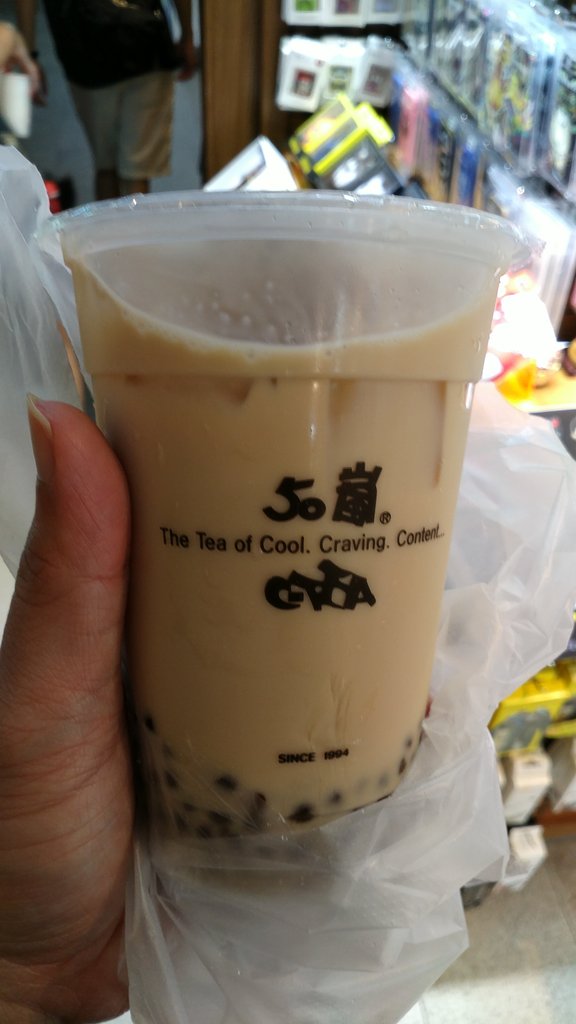 50嵐®
The Tea of Cool. Craving. Content...
SINCE 1994